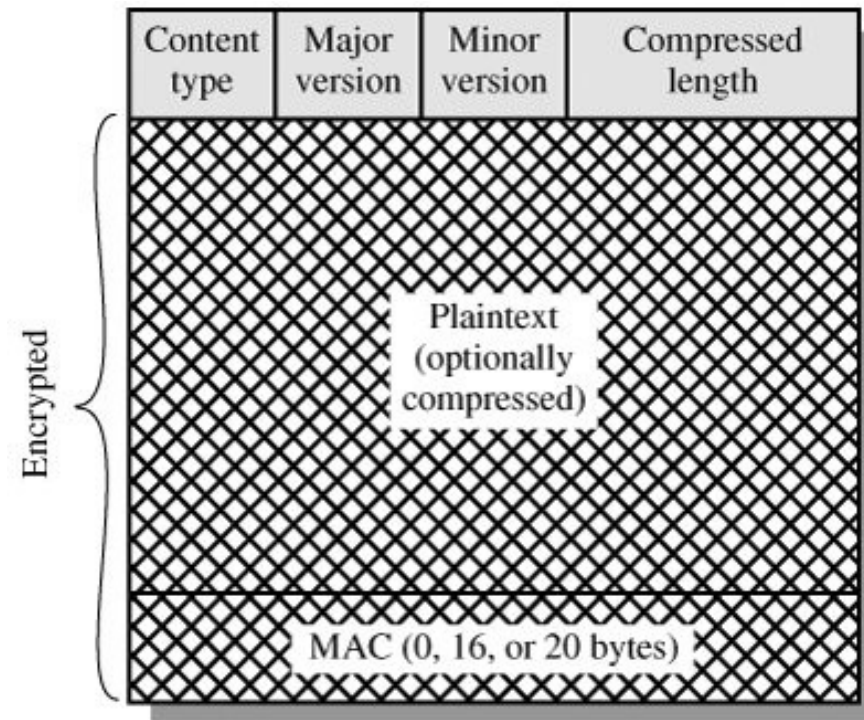 Content
type
Major
version
Minor
version
Compressed
length
Encrypted
Plaintext
(optionally
compressed)
MAC (0, 16, or 20 bytes)